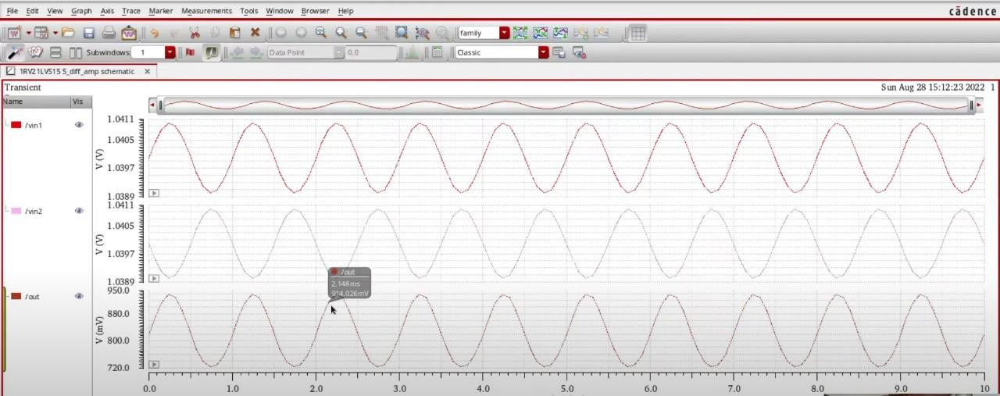 File Edit View Graph Axis Trace Marker Measurements Tools Window Browser Help
cādence
family
Subwindows: 1
Data Point
0.0
Classic
1RV21LVS15 5_diff_amp schematic
Transient
Sun Aug 28 15:12:23 2022 1
Name Vis
/vin1
1.0411
1.0405
1.0397
1.0389
V (V)
/vin2
1.0411
1.0405
1.0397
1.0389
V (V)
/out
2.148ms
914.026mV
/out
950.0
880.0
800.0
720.0
V (mV)
0.0 1.0 2.0 3.0 4.0 5.0 6.0 7.0 8.0 9.0 10